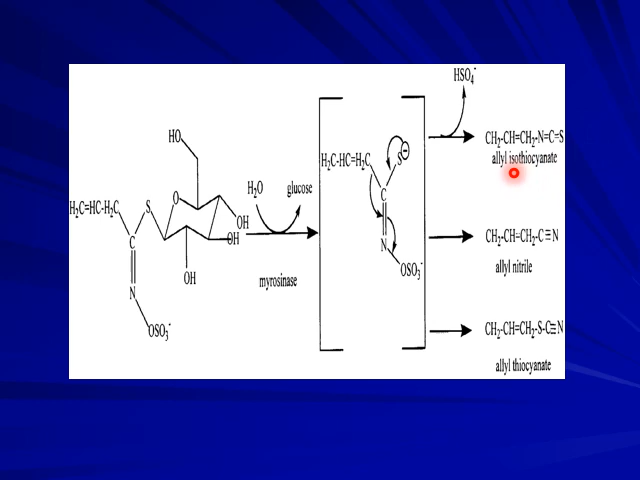 HSO4-
HO
H2C=HC-H2C
S
O
OH
OH
OH
C
N
OSO3-
H2O
glucose
myrosinase
H2C-HC=H2C
S
C
N
OSO3-
CH2-CH=CH2-N=C=S
allyl isothiocyanate
CH2-CH=CH2-C≡N
allyl nitrile
CH2-CH=CH2-S-C≡N
allyl thiocyanate